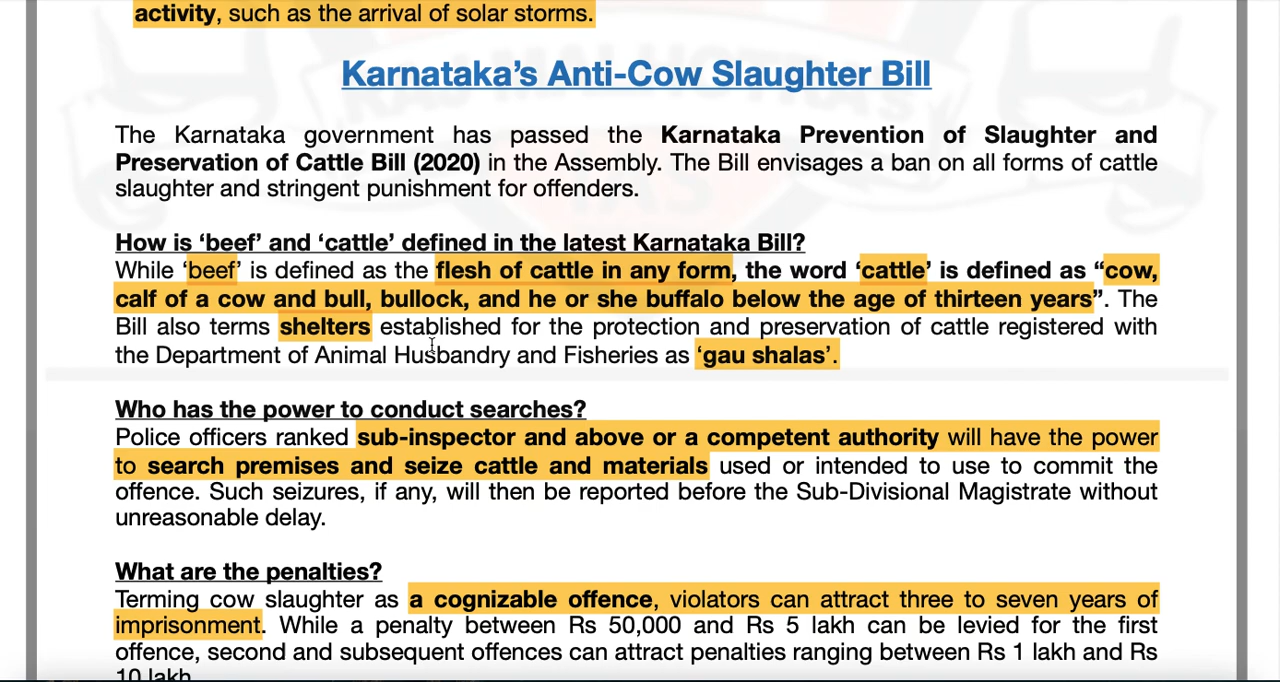 activity, such as the arrival of solar storms.
Karnataka's Anti-Cow Slaughter Bill
The Karnataka government has passed the Karnataka Prevention of Slaughter and
Preservation of Cattle Bill (2020) in the Assembly. The Bill envisages a ban on all forms of cattle
slaughter and stringent punishment for offenders.
How is 'beef' and 'cattle' defined in the latest Karnataka Bill?
While 'beef' is defined as the flesh of cattle in any form, the word 'cattle' is defined as “cow,
calf of a cow and bull, bullock, and he or she buffalo below the age of thirteen years”. The
Bill also terms shelters established for the protection and preservation of cattle registered with
the Department of Animal Husbandry and Fisheries as 'gau shalas'.
Who has the power to conduct searches?
Police officers ranked sub-inspector and above or a competent authority will have the power
to search premises and seize cattle and materials used or intended to use to commit the
offence. Such seizures, if any, will then be reported before the Sub-Divisional Magistrate without
unreasonable delay.
What are the penalties?
Terming cow slaughter as a cognizable offence, violators can attract three to seven years of
imprisonment. While a penalty between Rs 50,000 and Rs 5 lakh can be levied for the first
offence, second and subsequent offences can attract penalties ranging between Rs 1 lakh and Rs
10 lakh.